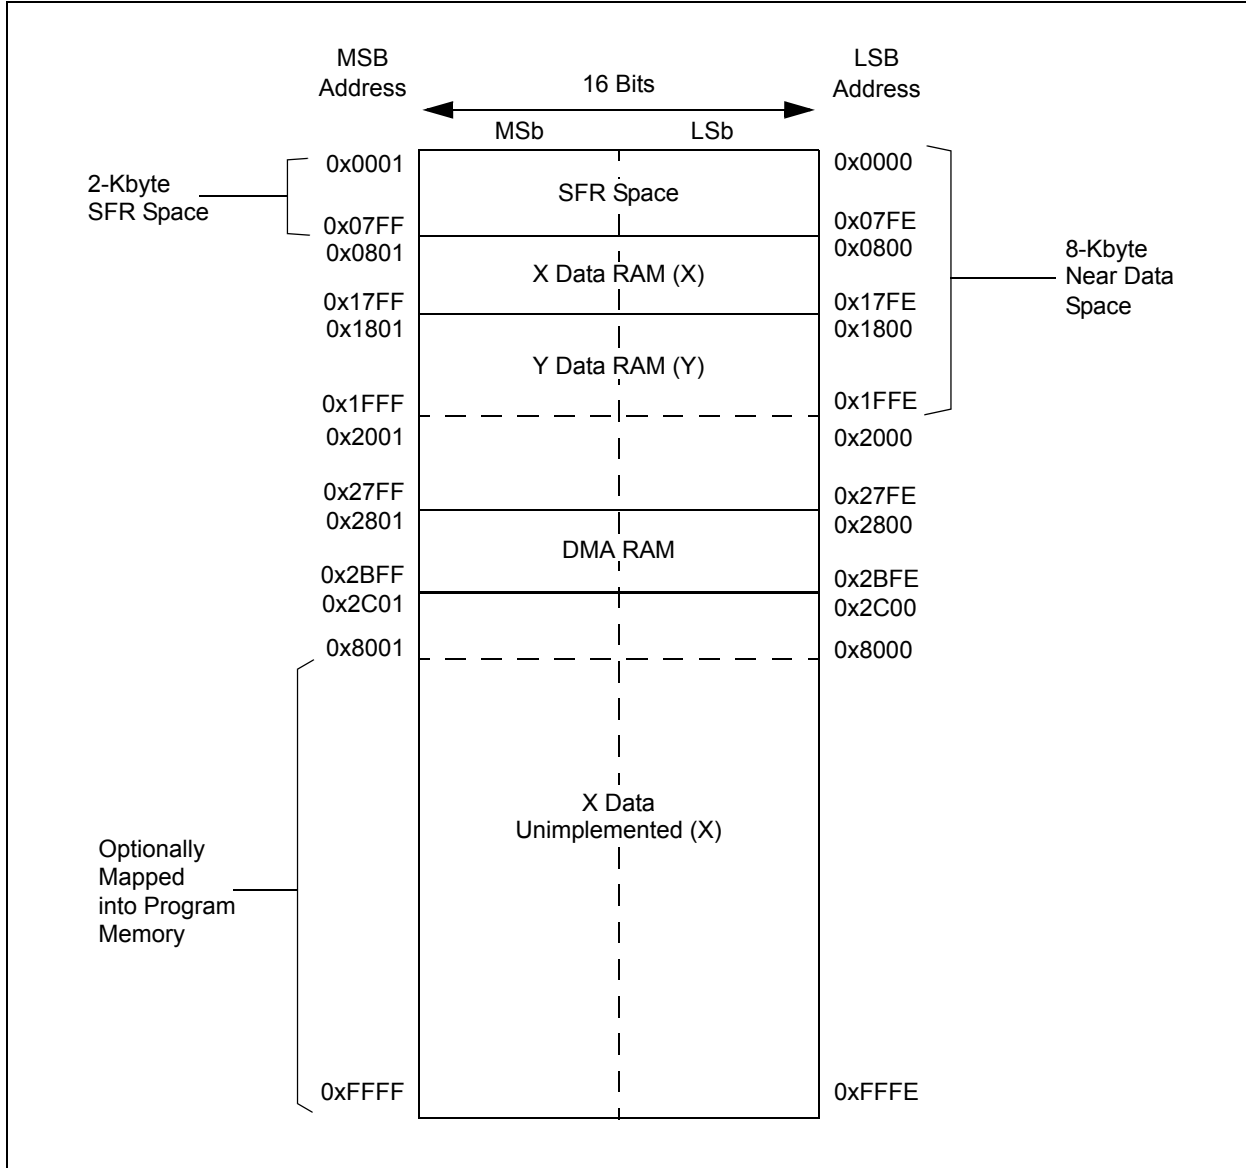 MSB
Address
LSB
Address
16 Bits
MSb
LSb
0x0001
0x0000
2-Kbyte
SFR Space
SFR Space
0x07FF
0x07FE
0x0801
0x0800
8-Kbyte
Near Data
Space
X Data RAM (X)
0x17FF
0x17FE
0x1801
0x1800
Y Data RAM (Y)
0x1FFF
0x1FFE
0x2001
0x2000
0x27FF
0x27FE
0x2801
0x2800
DMA RAM
0x2BFF
0x2BFE
0x2C01
0x2C00
0x8001
0x8000
X Data
Unimplemented (X)
Optionally
Mapped
into Program
Memory
0xFFFF
0xFFFE